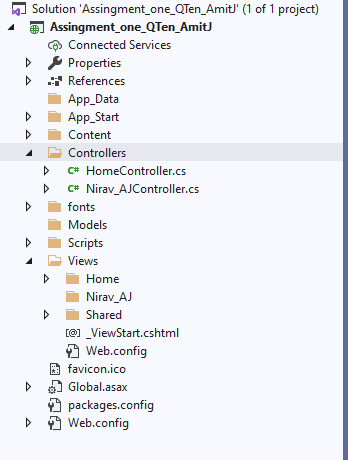 Solution 'Assingment_one_QTen_AmitJ' (1 of 1 project)
Assingment_one_QTen_AmitJ
Connected Services
Properties
References
App_Data
App_Start
Content
Controllers
C# HomeController.cs
C# Nirav_AJController.cs
fonts
Models
Scripts
Views
Home
Nirav_AJ
Shared
[@] _ViewStart.cshtml
Web.config
favicon.ico
Global.asax
packages.config
Web.config